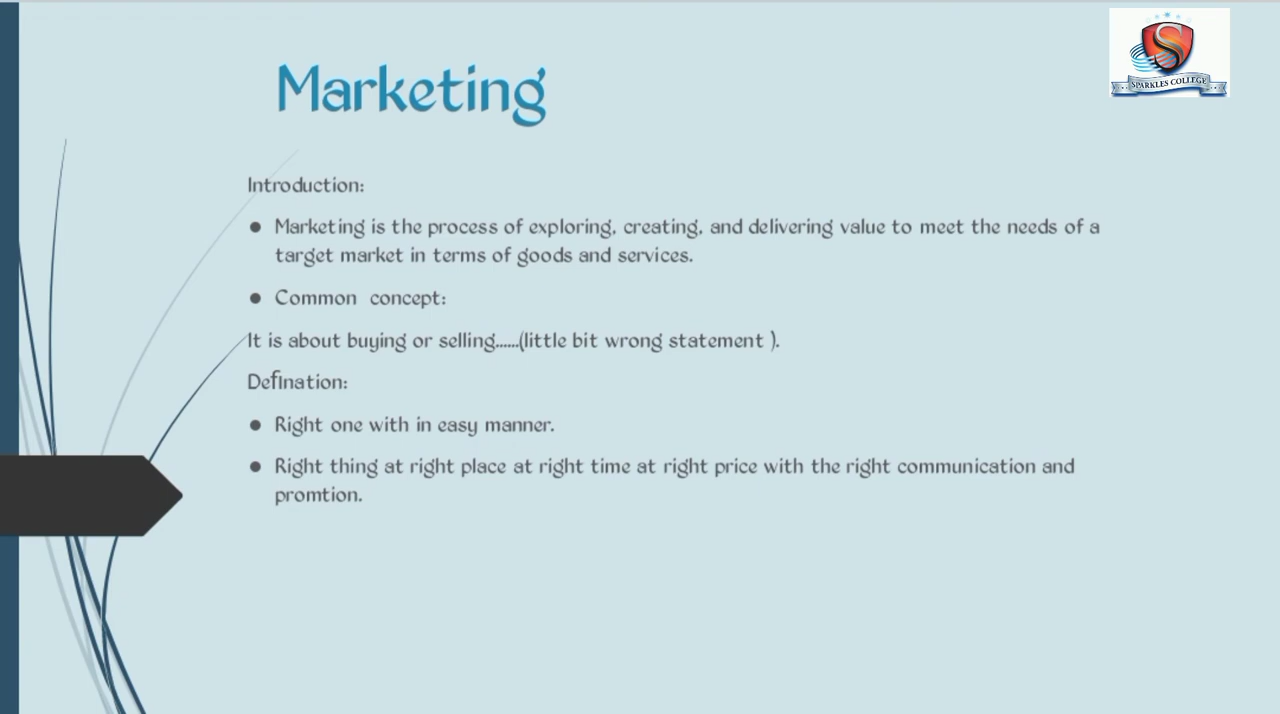 SPARKLES COLLEGE
Marketing
Introduction:
● Marketing is the process of exploring, creating, and delivering value to meet the needs of a
target market in terms of goods and services.
● Common concept:
It is about buying or selling......(little bit wrong statement ).
Defination:
● Right one with in easy manner.
● Right thing at right place at right time at right price with the right communication and
promtion.